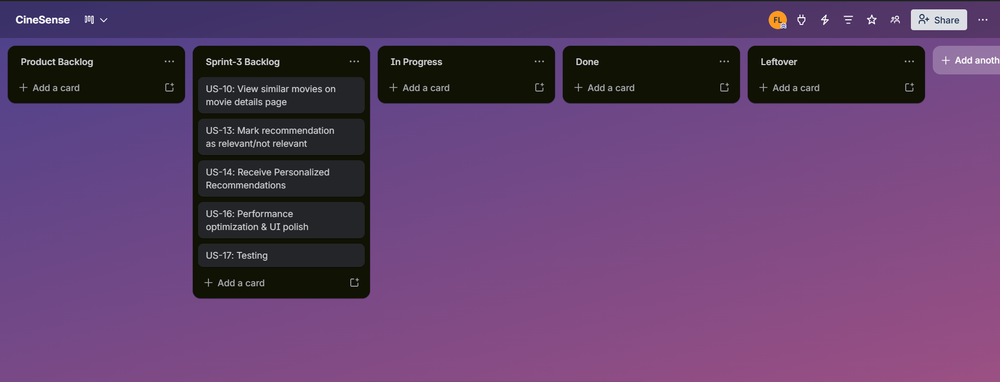 CineSense
FL
Share
Product Backlog
Add a card
Sprint-3 Backlog
US-10: View similar movies on
movie details page
US-13: Mark recommendation
as relevant/not relevant
US-14: Receive Personalized
Recommendations
US-16: Performance
optimization & UI polish
US-17: Testing
Add a card
In Progress
Add a card
Done
Add a card
Leftover
Add a card
Add anoth